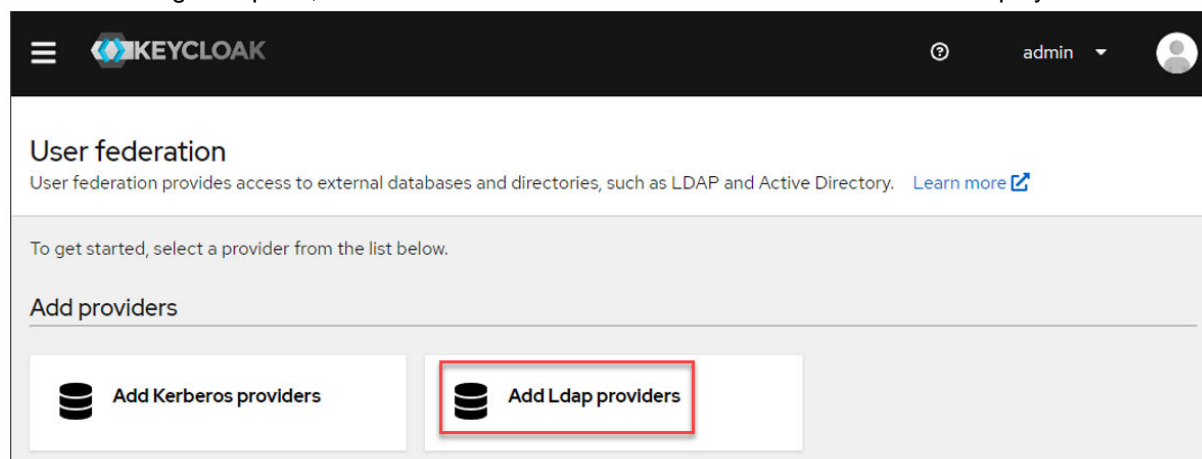 KEYCLOAK
admin
User federation
User federation provides access to external databases and directories, such as LDAP and Active Directory. Learn more
To get started, select a provider from the list below.
Add providers
Add Kerberos providers
Add Ldap providers